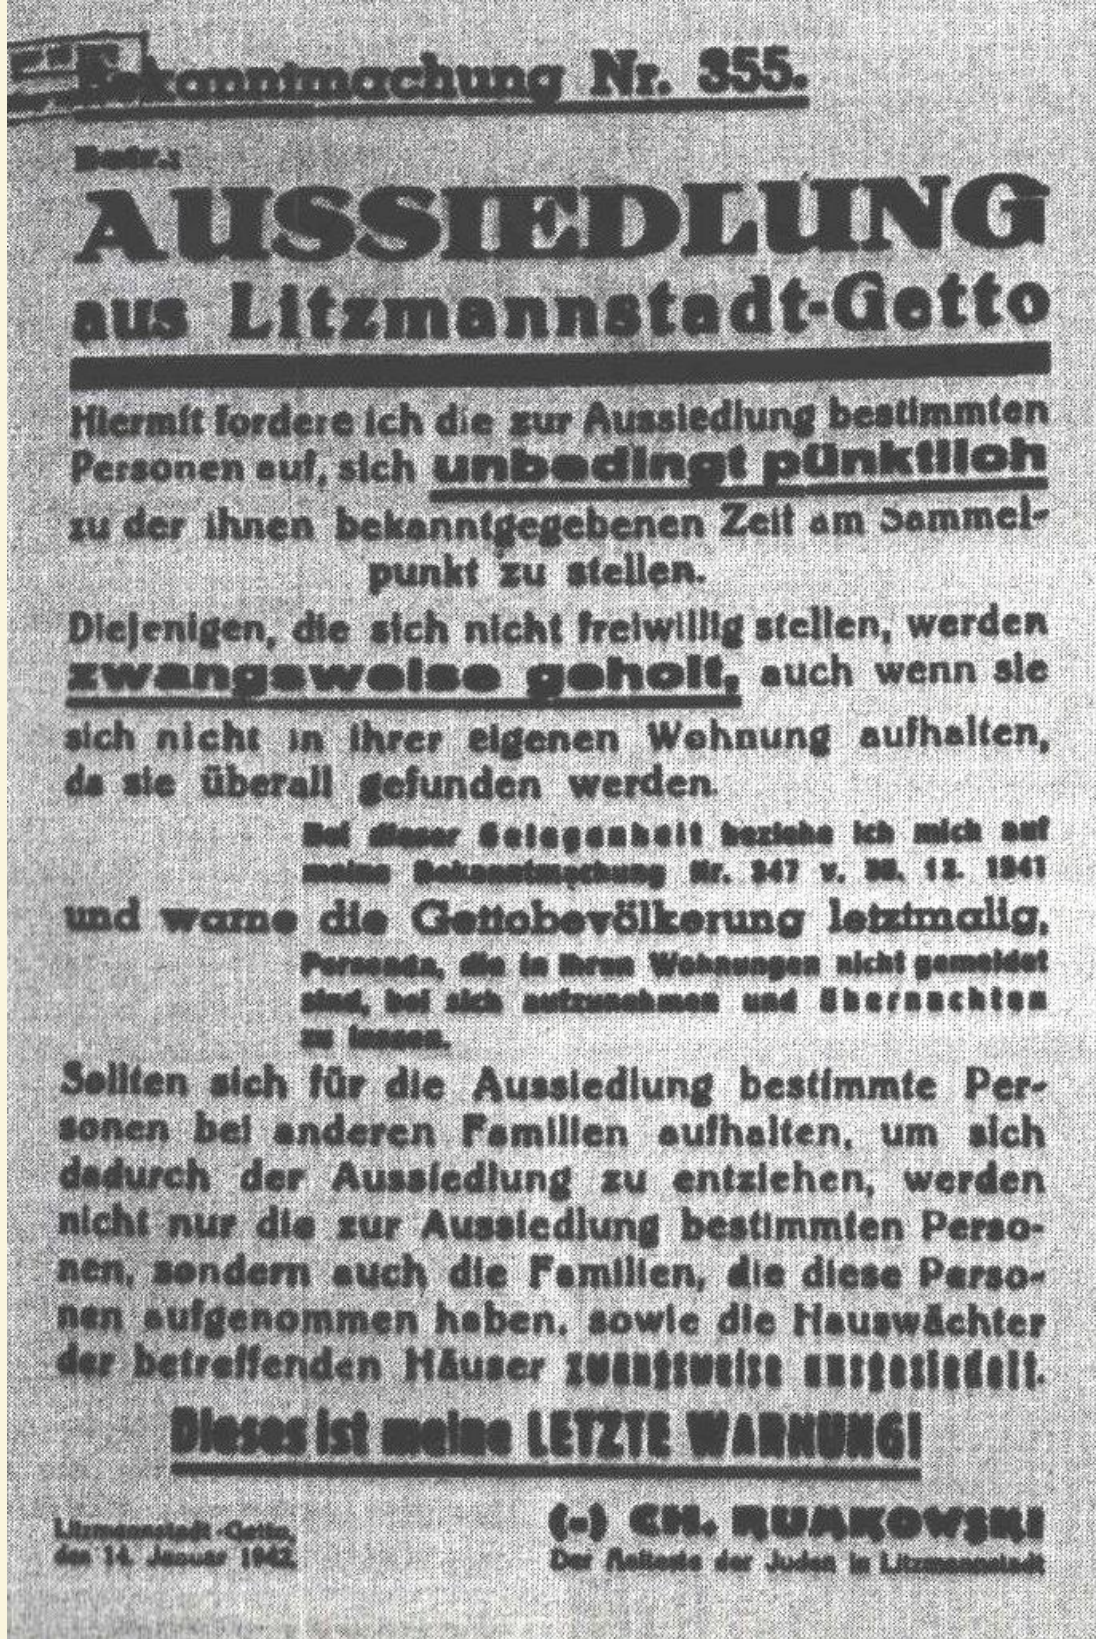 Bekanntmachung Nr. 355.
Betr.:
AUSSIEDLUNG
aus Litzmannstadt-Getto
Hiermit fordere ich die zur Aussiedlung bestimmten
Personen auf, sich unbedingt pünktlich
zu der ihnen bekanntgegebenen Zeit am Sammel-
punkt zu stellen.
Diejenigen, die sich nicht freiwillig stellen, werden
zwangsweise geholt, auch wenn sie
sich nicht in ihrer eigenen Wohnung aufhalten,
da sie überall gefunden werden.
Bei dieser Gelegenheit beziehe ich mich auf
meine Bekanntmachung Nr. 347 v. 12. 1941
und warne die Gettobevölkerung letztmalig,
Personen, die in ihren Wohnungen nicht gemeldet
sind, bei sich aufzunehmen und übernachten
zu lassen.
Sollten sich für die Aussiedlung bestimmte Per-
sonen bei anderen Familien aufhalten, um sich
dadurch der Aussiedlung zu entziehen, werden
nicht nur die zur Aussiedlung bestimmten Perso-
nen, sondern auch die Familien, die diese Perso-
nen aufgenommen haben, sowie die Hauswächter
der betreffenden Häuser zwangsweise ausgesiedelt.
Dieses ist meine LETZTE WARNUNG!
Litzmannstadt-Getto,
den 14. Januar 1942.
(-) CH. RUMKOWSKI
Der Aelteste der Juden in Litzmannstadt